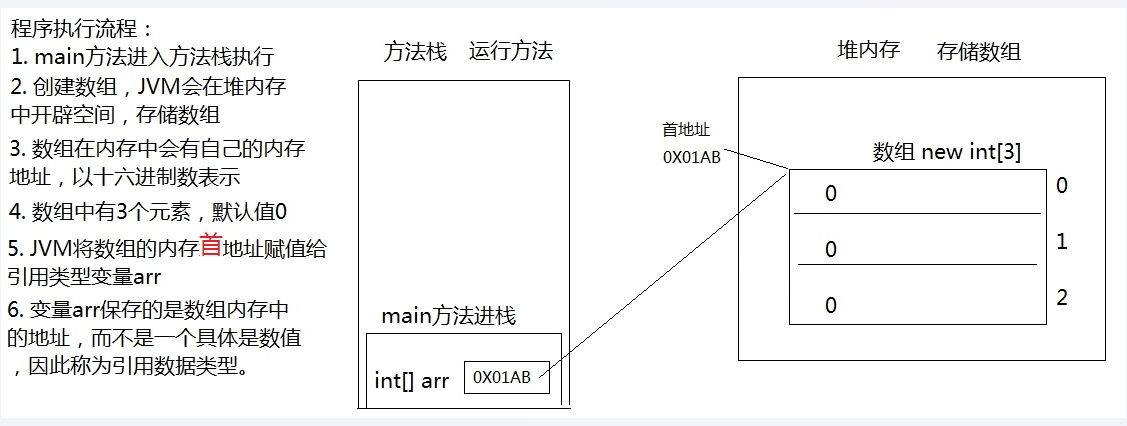 程序执行流程：
1. main方法进入方法栈执行
2. 创建数组，JVM会在堆内存
中开辟空间，存储数组
3. 数组在内存中会有自己的内存
地址，以十六进制数表示
4. 数组中有3个元素，默认值0
5. JVM将数组的内存首地址赋值给
引用类型变量arr
6. 变量arr保存的是数组内存中
的地址，而不是一个具体是数值
，因此称为引用数据类型。
方法栈 运行方法
main方法进栈
int[] arr 0X01AB
堆内存 存储数组
首地址
0X01AB
数组 new int[3]
0 0
0 1
0 2